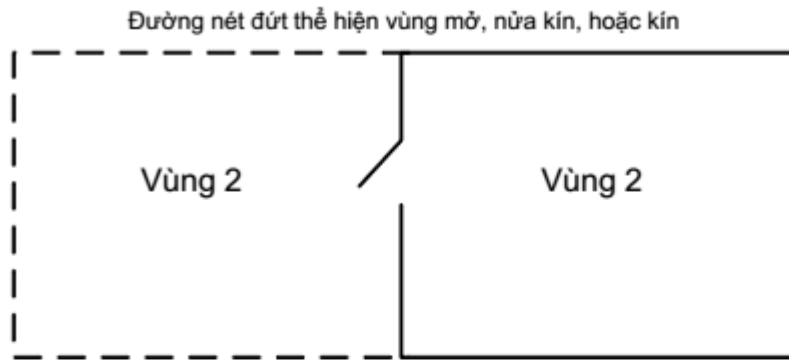 Đường nét đứt thể hiện vùng mở, nửa kín, hoặc kín
Vùng 2
Vùng 2